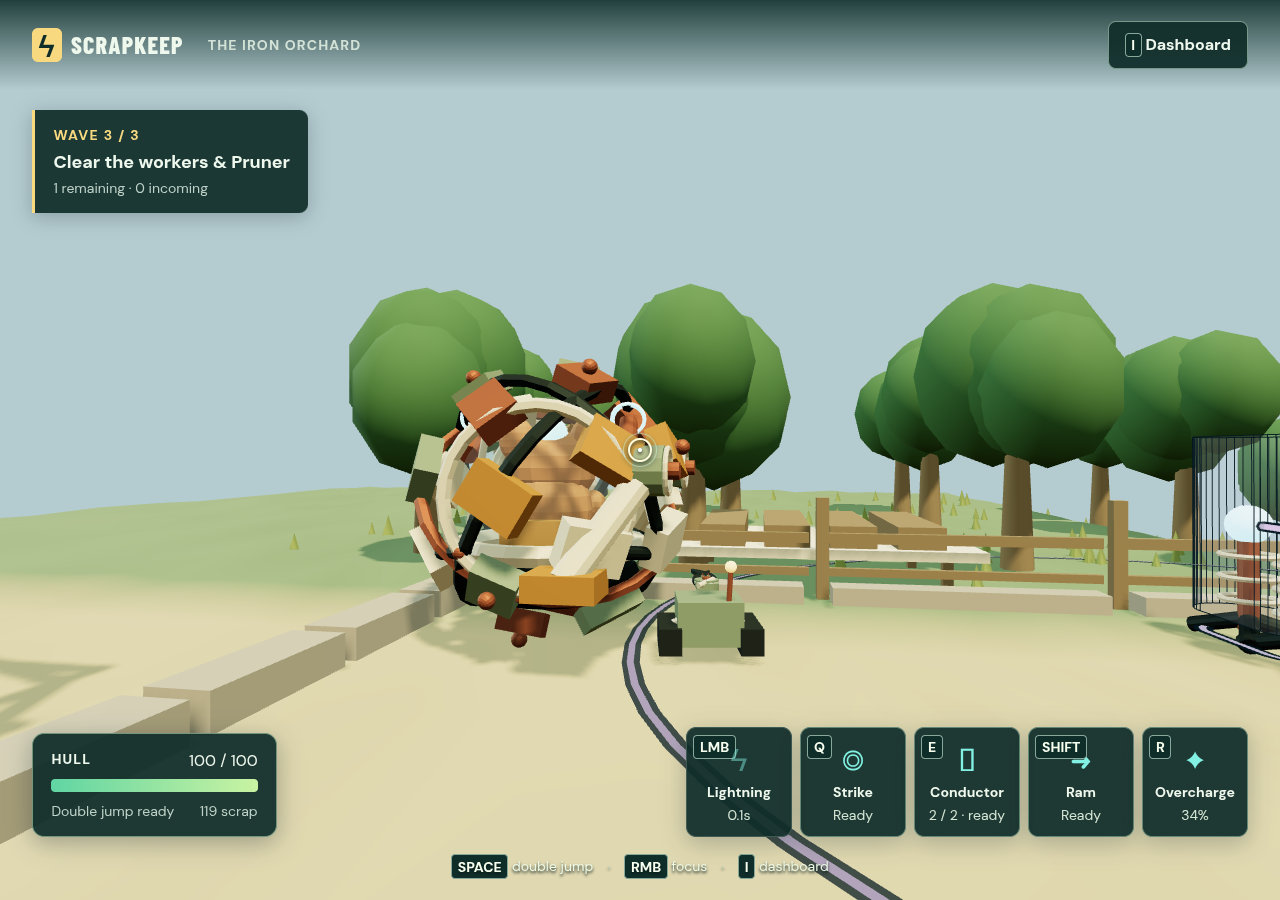 SCRAPKEEP THE IRON ORCHARD
I Dashboard
WAVE 3 / 3
Clear the workers & Pruner
1 remaining · 0 incoming
HULL 100 / 100
Double jump ready 119 scrap
LMB
Lightning
0.1s
Q
Strike
Ready
E
Conductor
2 / 2 · ready
SHIFT
Ram
Ready
R
Overcharge
34%
SPACE double jump · RMB focus · I dashboard